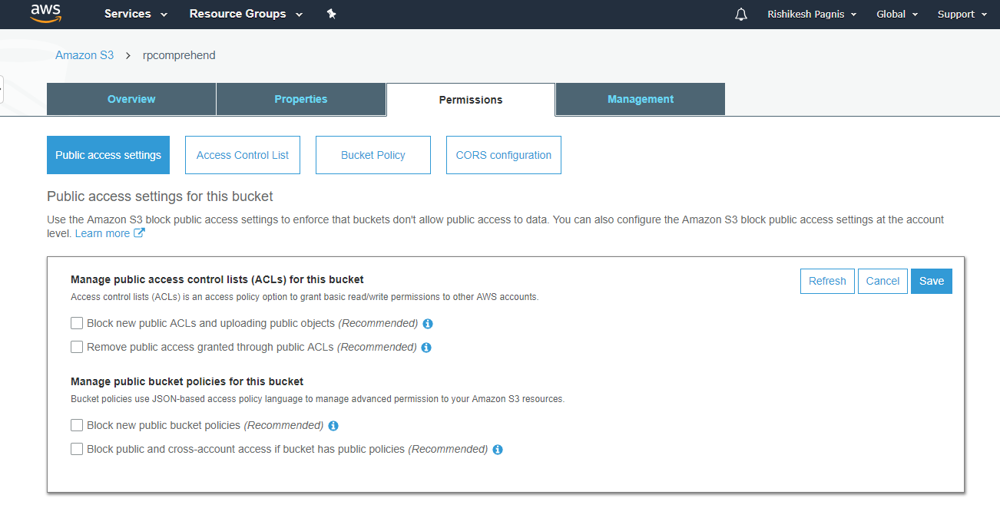 aws Services Resource Groups Rishikesh Pagnis Global Support
Amazon S3 > rpcomprehend
Overview Properties Permissions Management
Public access settings Access Control List Bucket Policy CORS configuration
Public access settings for this bucket
Use the Amazon S3 block public access settings to enforce that buckets don't allow public access to data. You can also configure the Amazon S3 block public access settings at the account
level. Learn more
Manage public access control lists (ACLs) for this bucket
Refresh Cancel Save
Access control lists (ACLs) is an access policy option to grant basic read/write permissions to other AWS accounts.
Block new public ACLs and uploading public objects (Recommended)
Remove public access granted through public ACLs (Recommended)
Manage public bucket policies for this bucket
Bucket policies use JSON-based access policy language to manage advanced permission to your Amazon S3 resources.
Block new public bucket policies (Recommended)
Block public and cross-account access if bucket has public policies (Recommended)